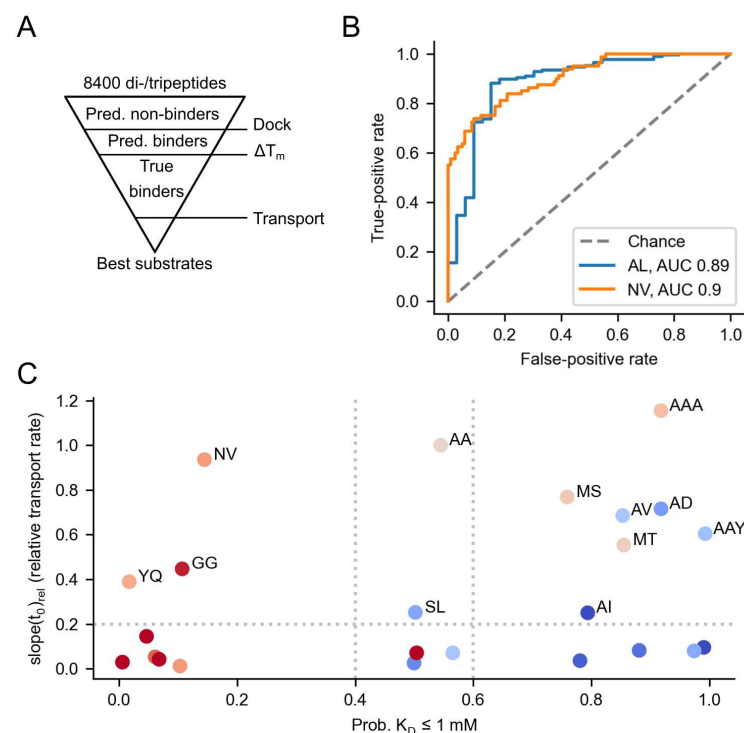 A
8400 di-/tripeptides
Pred. non-binders
Dock
Pred. binders
ΔTm
True
binders
Transport
Best substrates
B
1.0
0.8
0.6
0.4
0.2
0.0
True-positive rate
Chance
AL, AUC 0.89
NV, AUC 0.9
0.0 0.2 0.4 0.6 0.8 1.0
False-positive rate
C
1.2
1.0
0.8
0.6
0.4
0.2
0.0
slope(t0)rel (relative transport rate)
AAA
AA
NV
MS
AD
AV
AAY
MT
GG
YQ
SL
AI
0.0 0.2 0.4 0.6 0.8 1.0
Prob. KD ≤ 1 mM